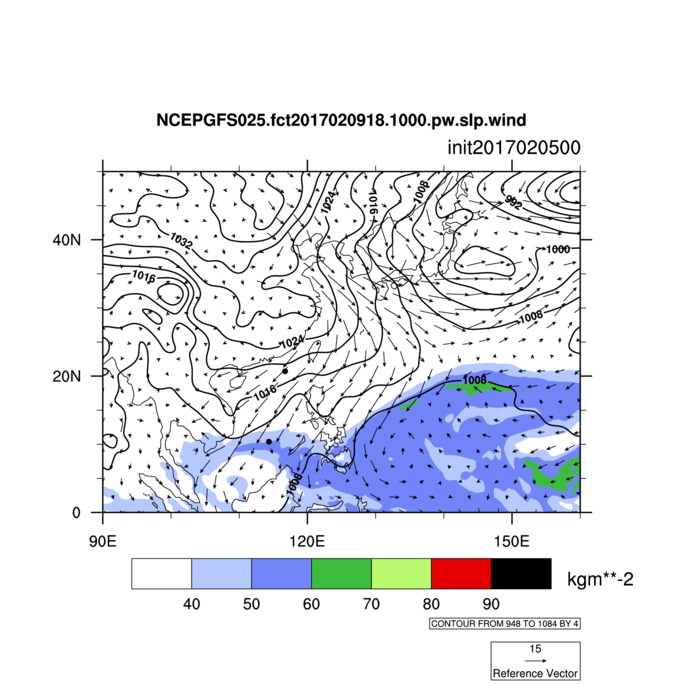 NCEPGFS025.fct2017020918.1000.pw.slp.wind
init2017020500
1024
1016
1008
982
1032
40N
1000
1016
1008
1024
20N
1008
1016
1008
0
90E
120E
150E
kgm**-2
40
50
60
70
80
90
CONTOUR FROM 948 TO 1084 BY 4
15
Reference Vector